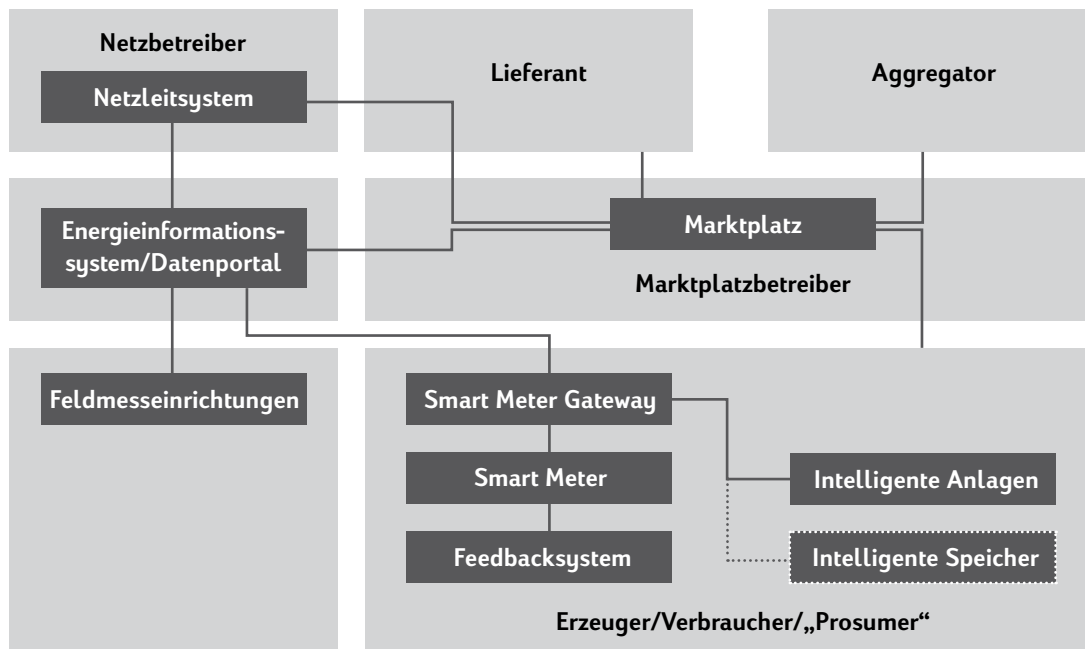 Netzbetreiber
Netzleitsystem
Lieferant
Aggregator
Energieinformations-
system/Datenportal
Marktplatz
Marktplatzbetreiber
Feldmesseinrichtungen
Smart Meter Gateway
Smart Meter
Feedbacksystem
Intelligente Anlagen
Intelligente Speicher
Erzeuger/Verbraucher/„Prosumer“